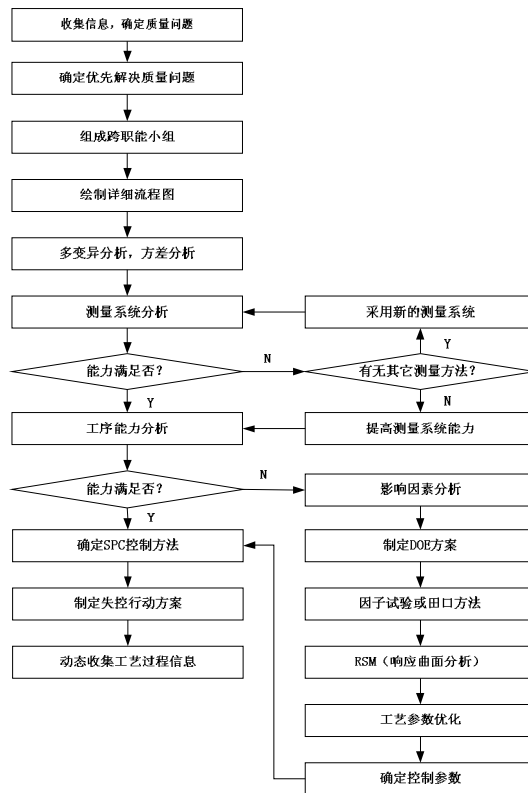 收集信息，确定质量问题
确定优先解决质量问题
组成跨职能小组
绘制详细流程图
多变异分析，方差分析
测量系统分析
采用新的测量系统
Y
能力满足否？
N
有无其它测量方法？
Y
N
工序能力分析
提高测量系统能力
能力满足否？
N
影响因素分析
Y
确定SPC控制方法
制定DOE方案
制定失控行动方案
因子试验或田口方法
动态收集工艺过程信息
RSM（响应曲面分析）
工艺参数优化
确定控制参数